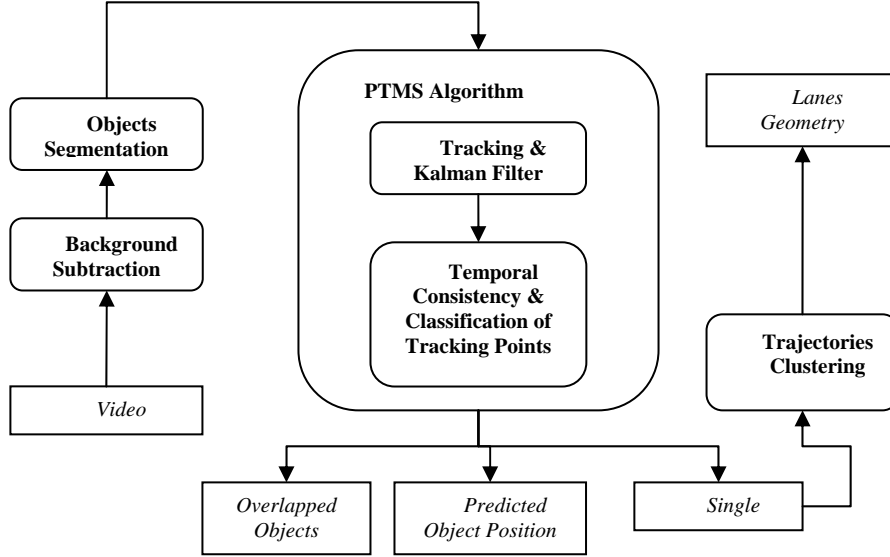 PTMS Algorithm
Lanes
Geometry
Objects
Segmentation
Tracking &
Kalman Filter
Background
Subtraction
Temporal
Consistency &
Classification of
Tracking Points
Trajectories
Clustering
Video
Overlapped
Objects
Predicted
Object Position
Single